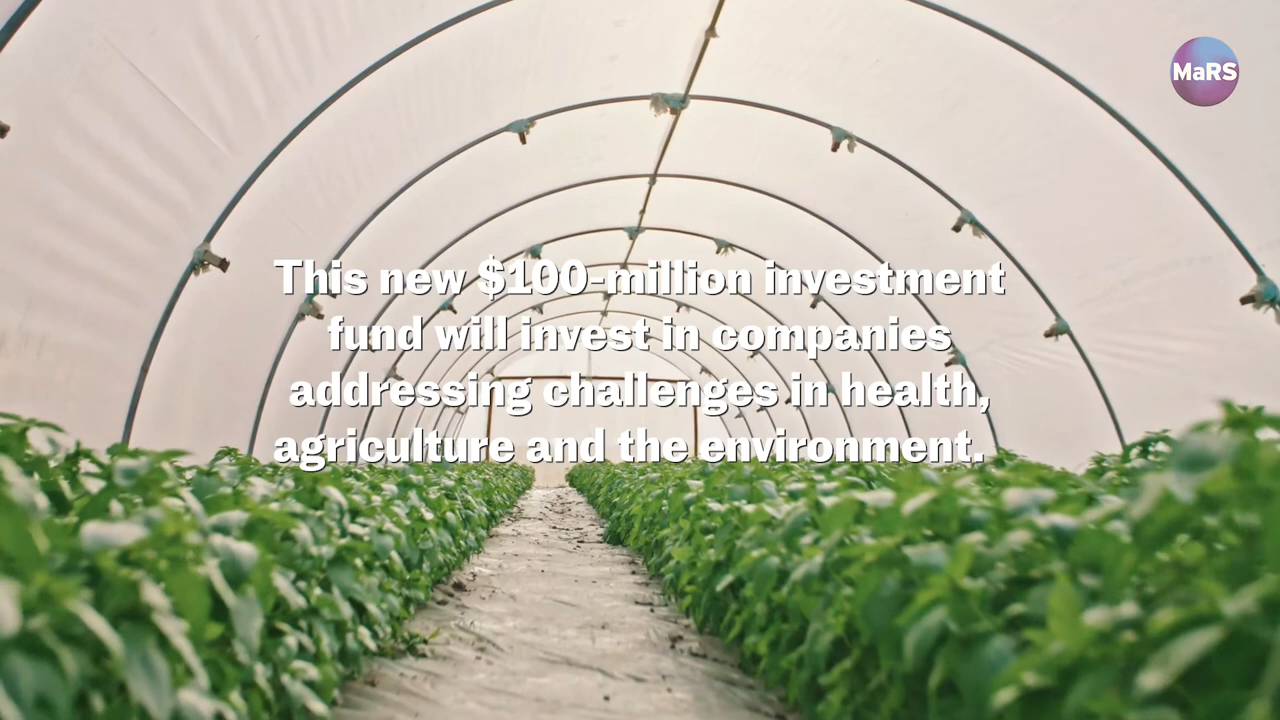 MaRS
This new $100-million investment
fund will invest in companies
addressing challenges in health,
agriculture and the environment.